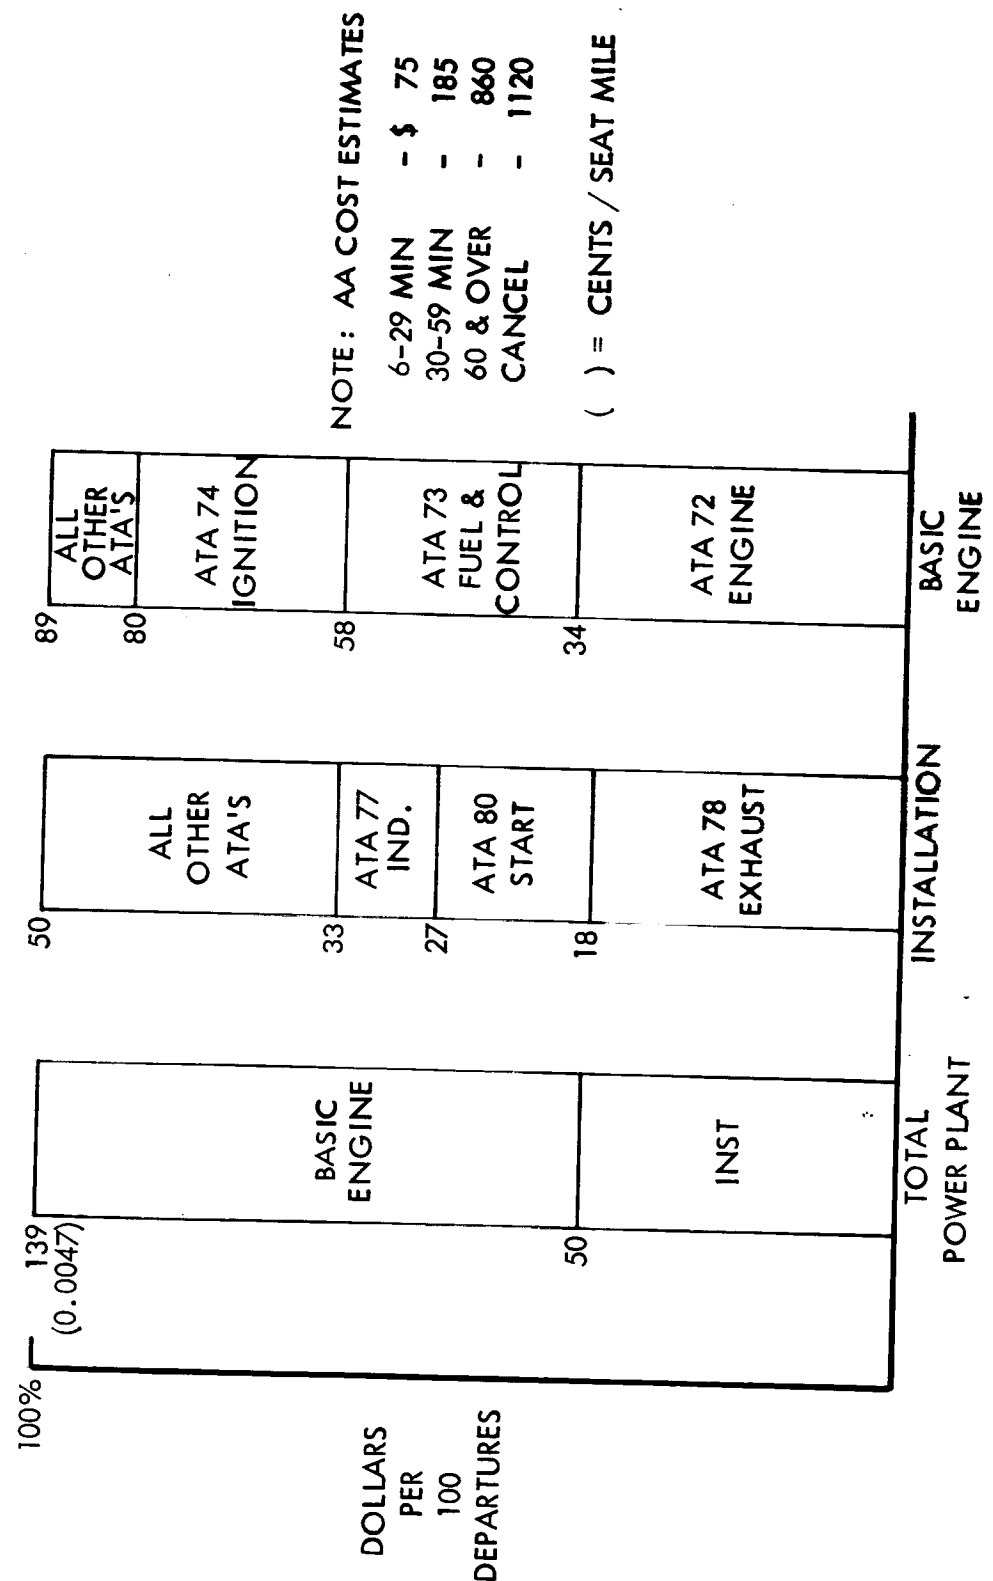 NOTE: AA COST ESTIMATES
6-29 MIN - $ 75
30-59 MIN - 185
60 & OVER - 860
CANCEL - 1120
( ) = CENTS / SEAT MILE
100%
DOLLARS
PER
100
DEPARTURES
139
(0.0047)
BASIC
ENGINE
50
INST
TOTAL
POWER PLANT
50
ALL
OTHER
ATA'S
33
ATA 77
IND.
27
ATA 80
START
18
ATA 78
EXHAUST
INSTALLATION
89
ALL
OTHER
ATA'S
80
ATA 74
IGNITION
58
ATA 73
FUEL &
CONTROL
34
ATA 72
ENGINE
BASIC
ENGINE